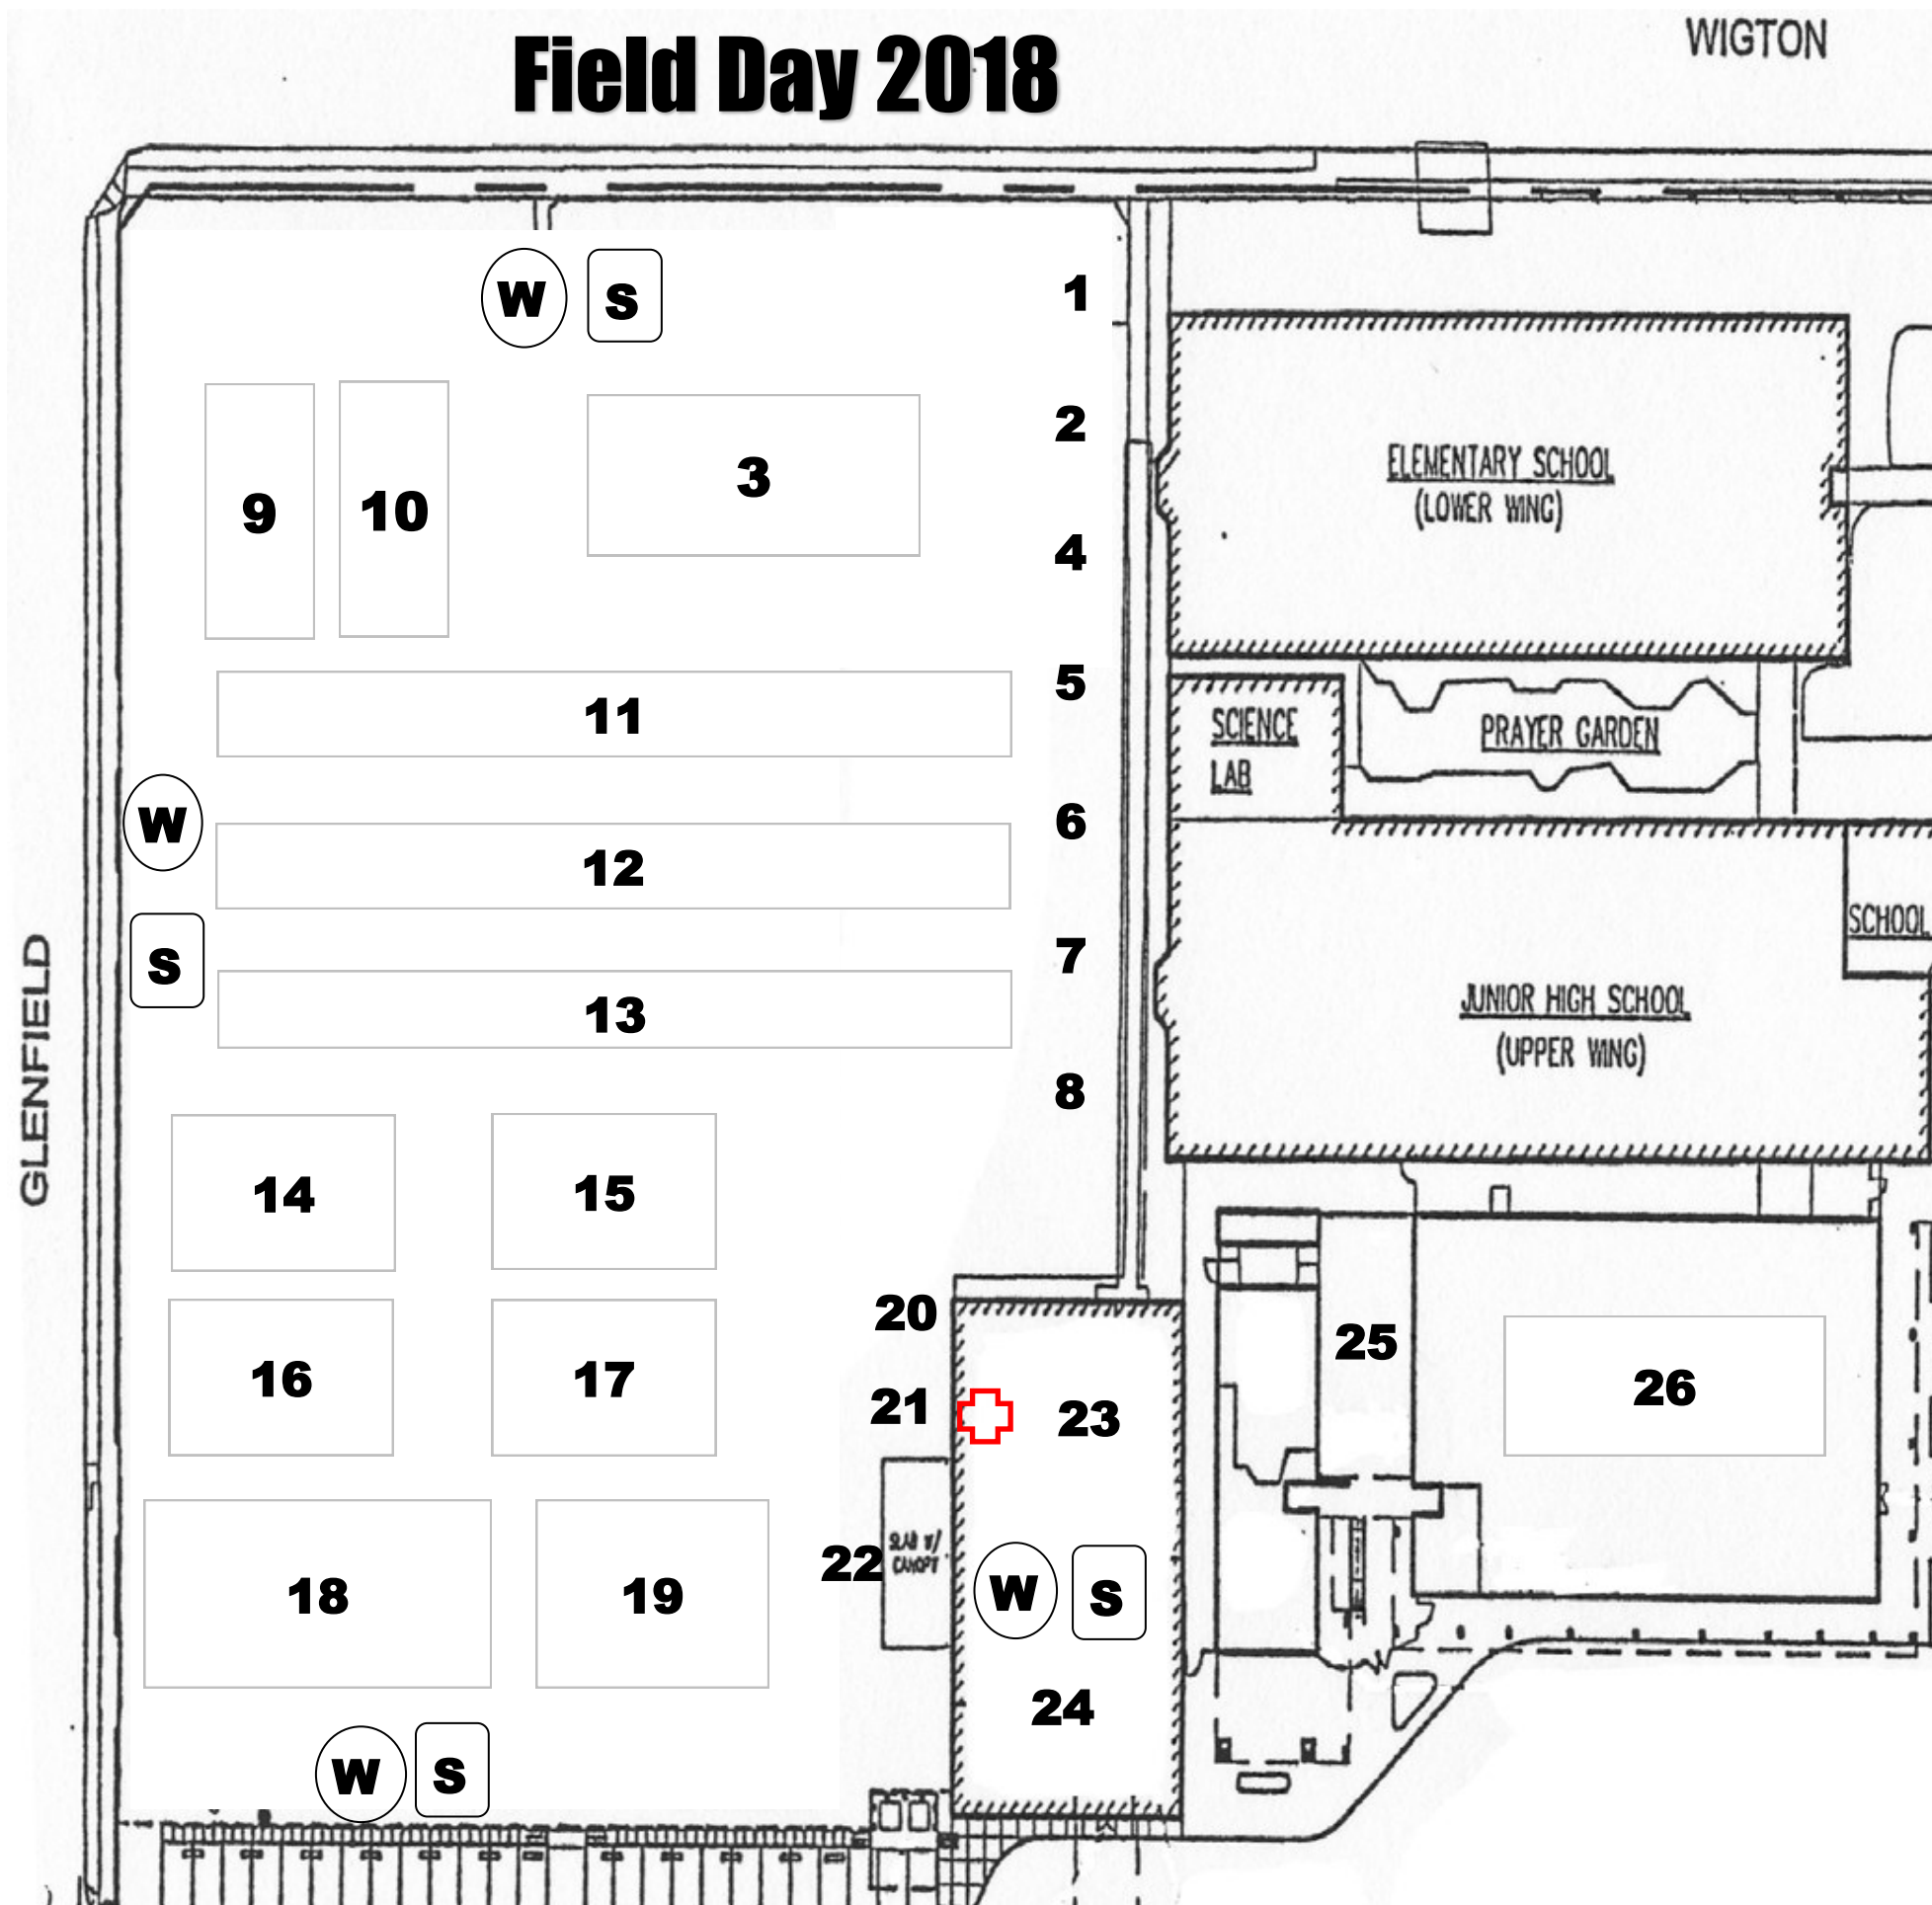 Field Day 2018
WIGTON
W S
1
2
9 10 3
ELEMENTARY SCHOOL
(LOWER WING)
4
5
11
SCIENCE
LAB
PRAYER GARDEN
W
6
12
SCHOOL
S
7
13
GLENFIELD
JUNIOR HIGH SCHOOL
(UPPER WING)
8
14 15
20
25
16 17
21
23
26
22
18 19
W S
24
W S